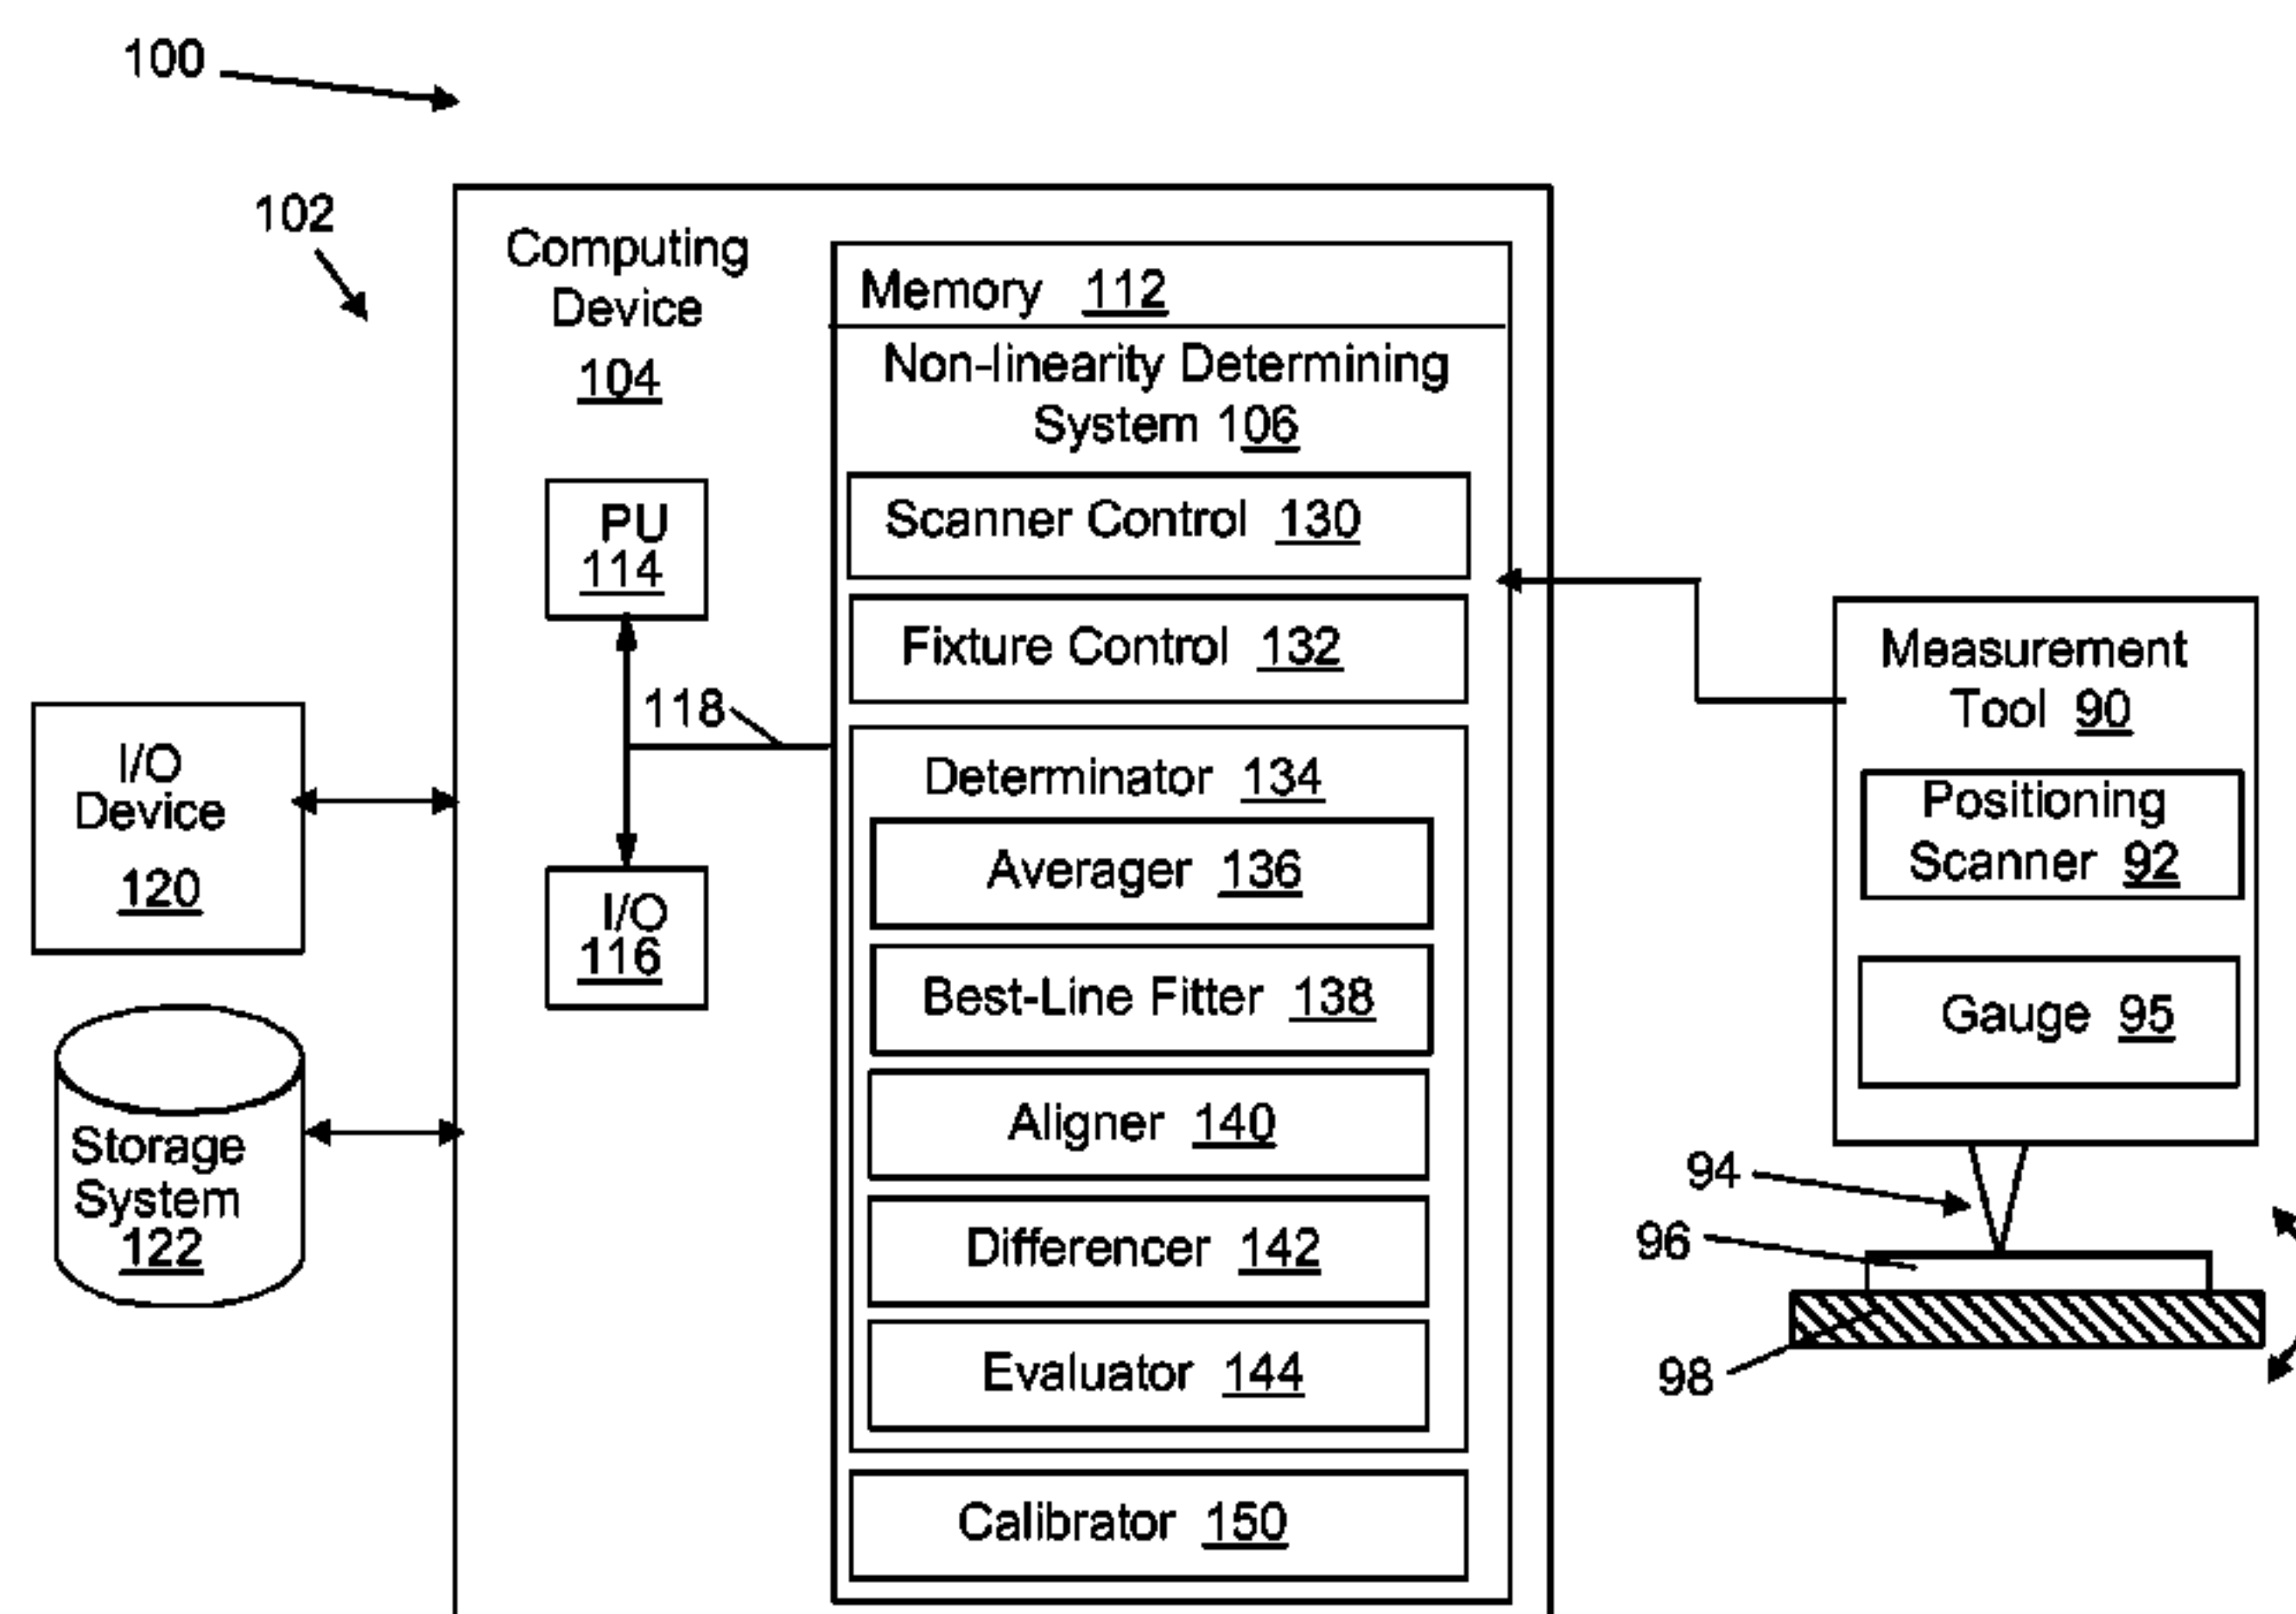 100
102
Computing
Device
104
Memory 112
Non-linearity Determining
System 106
Scanner Control 130
PU
114
Fixture Control 132
118
Determinator 134
Averager 136
I/O
116
Best-Line Fitter 138
Aligner 140
Differencer 142
Evaluator 144
Calibrator 150
I/O
Device
120
Storage
System
122
Measurement
Tool 90
Positioning
Scanner 92
Gauge 95
94
96
98